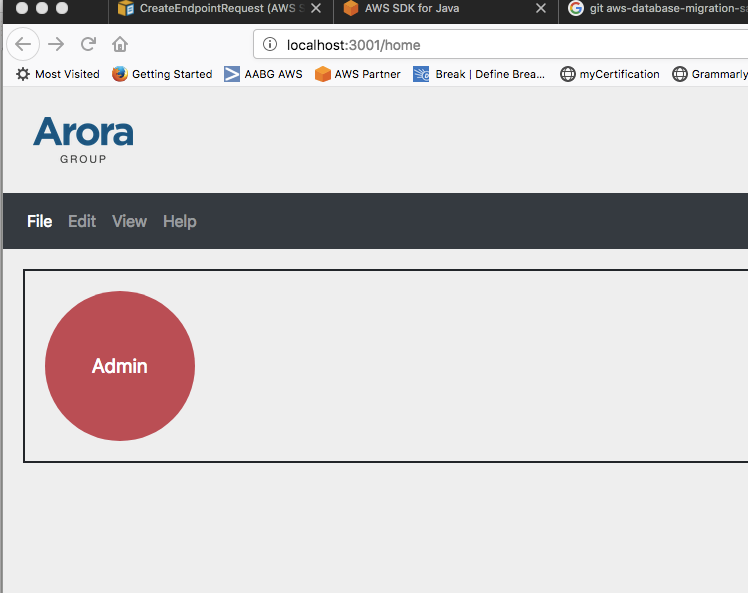 CreateEndpointRequest (AWS S
AWS SDK for Java
git aws-database-migration-sa
localhost:3001/home
Most Visited Getting Started AABG AWS AWS Partner Break | Define Brea... myCertification Grammarly
Arora
GROUP
File Edit View Help
Admin